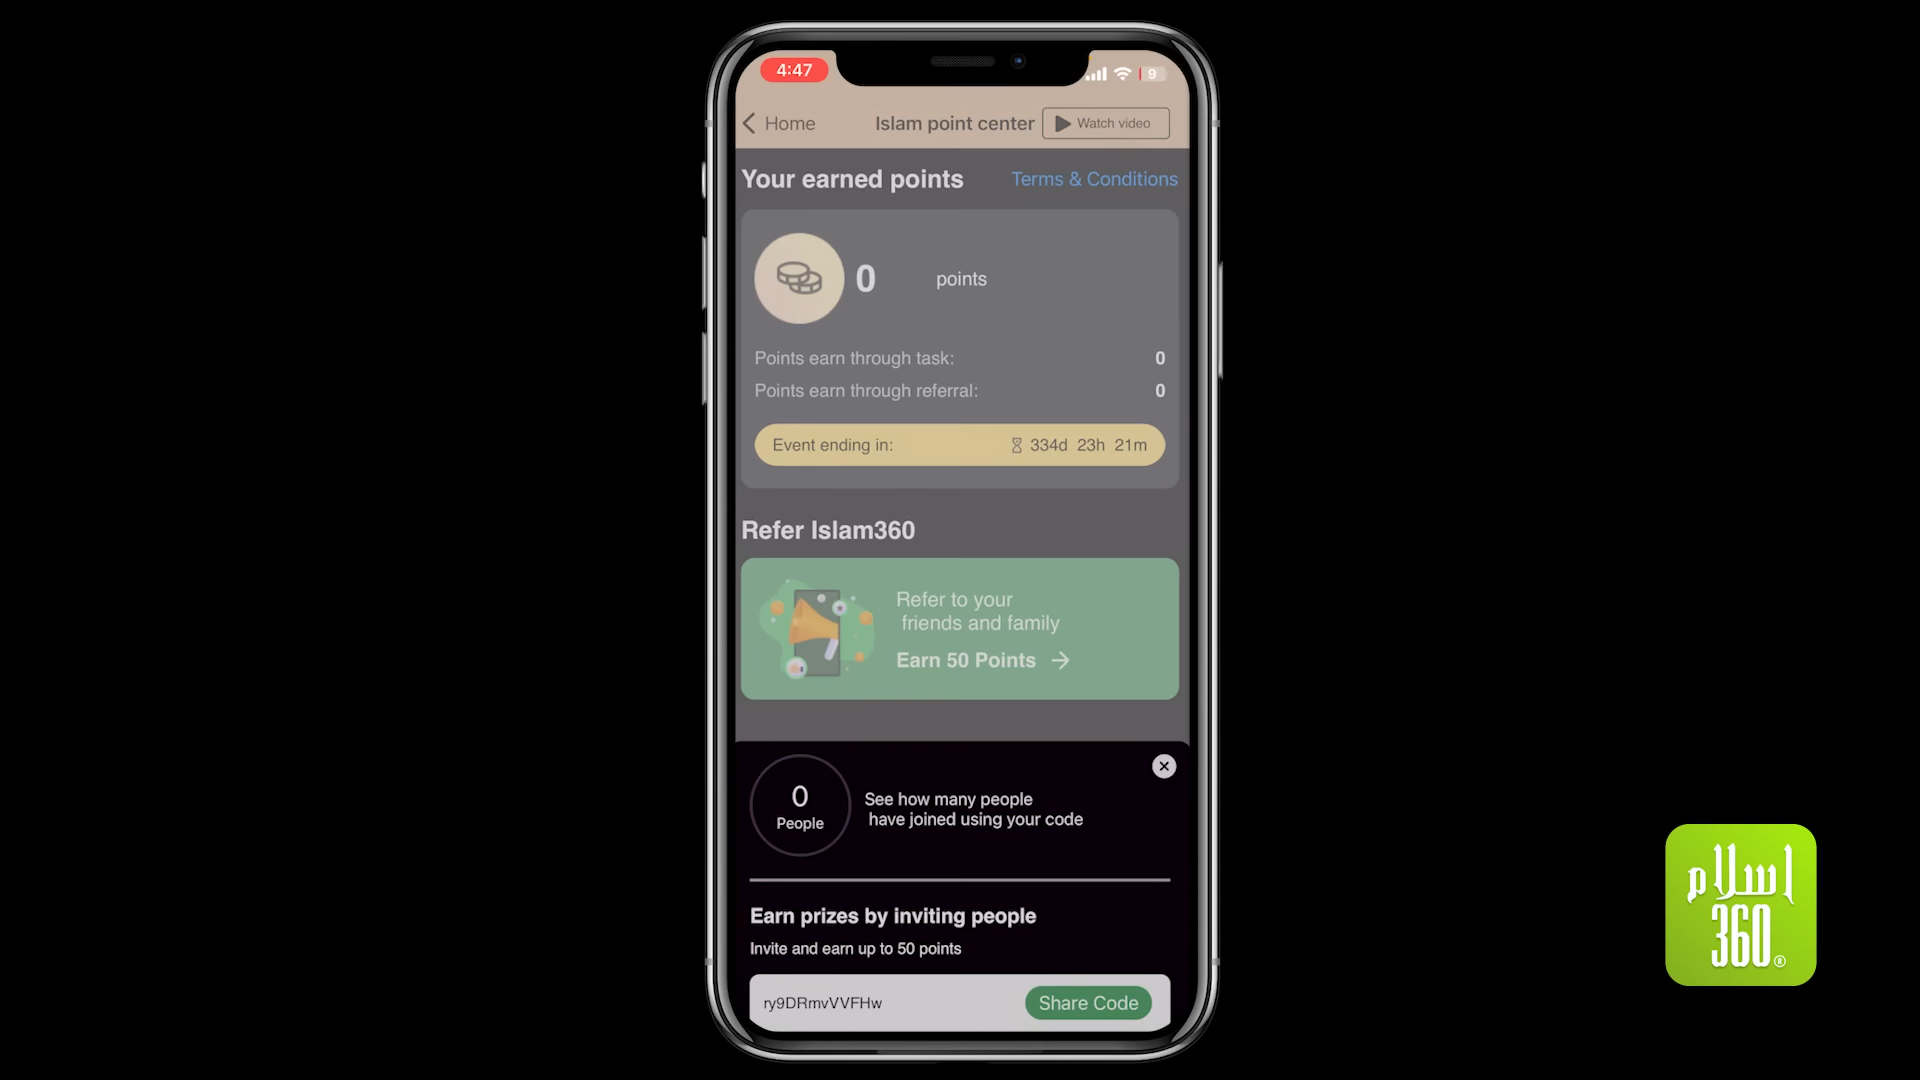 4:47
9
Home
Islam point center
Watch video
Your earned points
Terms & Conditions
0 points
Points earn through task: 0
Points earn through referral: 0
Event ending in: 334d 23h 21m
Refer Islam360
Refer to your
friends and family
Earn 50 Points
0
People
See how many people
have joined using your code
Earn prizes by inviting people
Invite and earn up to 50 points
ry9DRmvVVFHw
Share Code
اسلام
360®